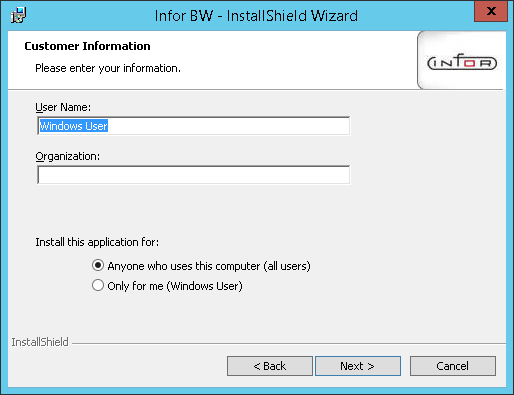 Infor BW - InstallShield Wizard
X
Customer Information
Please enter your information.
infor
User Name:
Windows User
Organization:
Install this application for:
Anyone who uses this computer (all users)
Only for me (Windows User)
InstallShield
< Back
Next >
Cancel